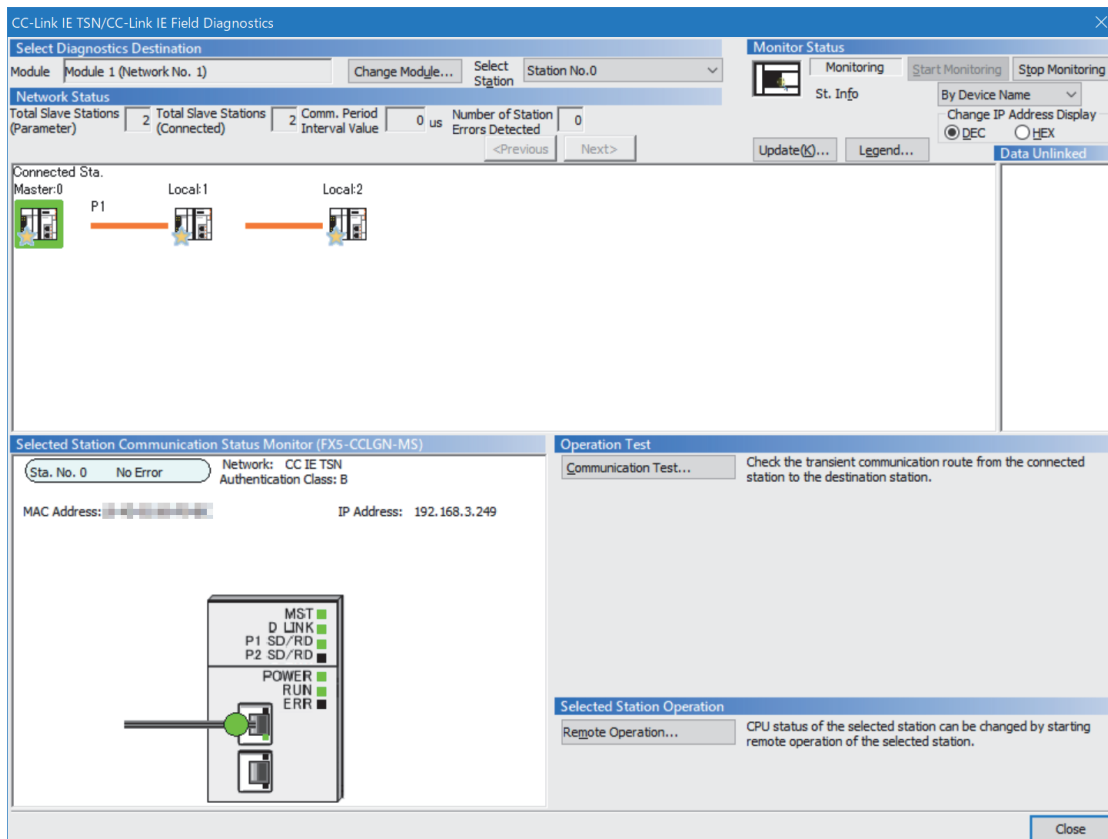 CC-Link IE TSN/CC-Link IE Field Diagnostics
Select Diagnostics Destination
Module
Module 1 (Network No. 1)
Change Module...
Select
Station
Station No.0
Monitor Status
Monitoring
Start Monitoring
Stop Monitoring
St. Info
By Device Name
Change IP Address Display
DEC
HEX
Network Status
Total Slave Stations
(Parameter)
2
Total Slave Stations
(Connected)
2
Comm. Period
Interval Value
0
us
Number of Station
Errors Detected
0
<Previous
Next>
Update(K)...
Legend...
Data Unlinked
Connected Sta.
Master:0
P1
Local:1
Local:2
Selected Station Communication Status Monitor (FX5-CCLGN-MS)
Sta. No. 0 No Error
Network: CC IE TSN
Authentication Class: B
MAC Address:
IP Address: 192.168.3.249
MST
D LINK
P1 SD/RD
P2 SD/RD
POWER
RUN
ERR
Operation Test
Communication Test...
Check the transient communication route from the connected
station to the destination station.
Selected Station Operation
Remote Operation...
CPU status of the selected station can be changed by starting
remote operation of the selected station.
Close